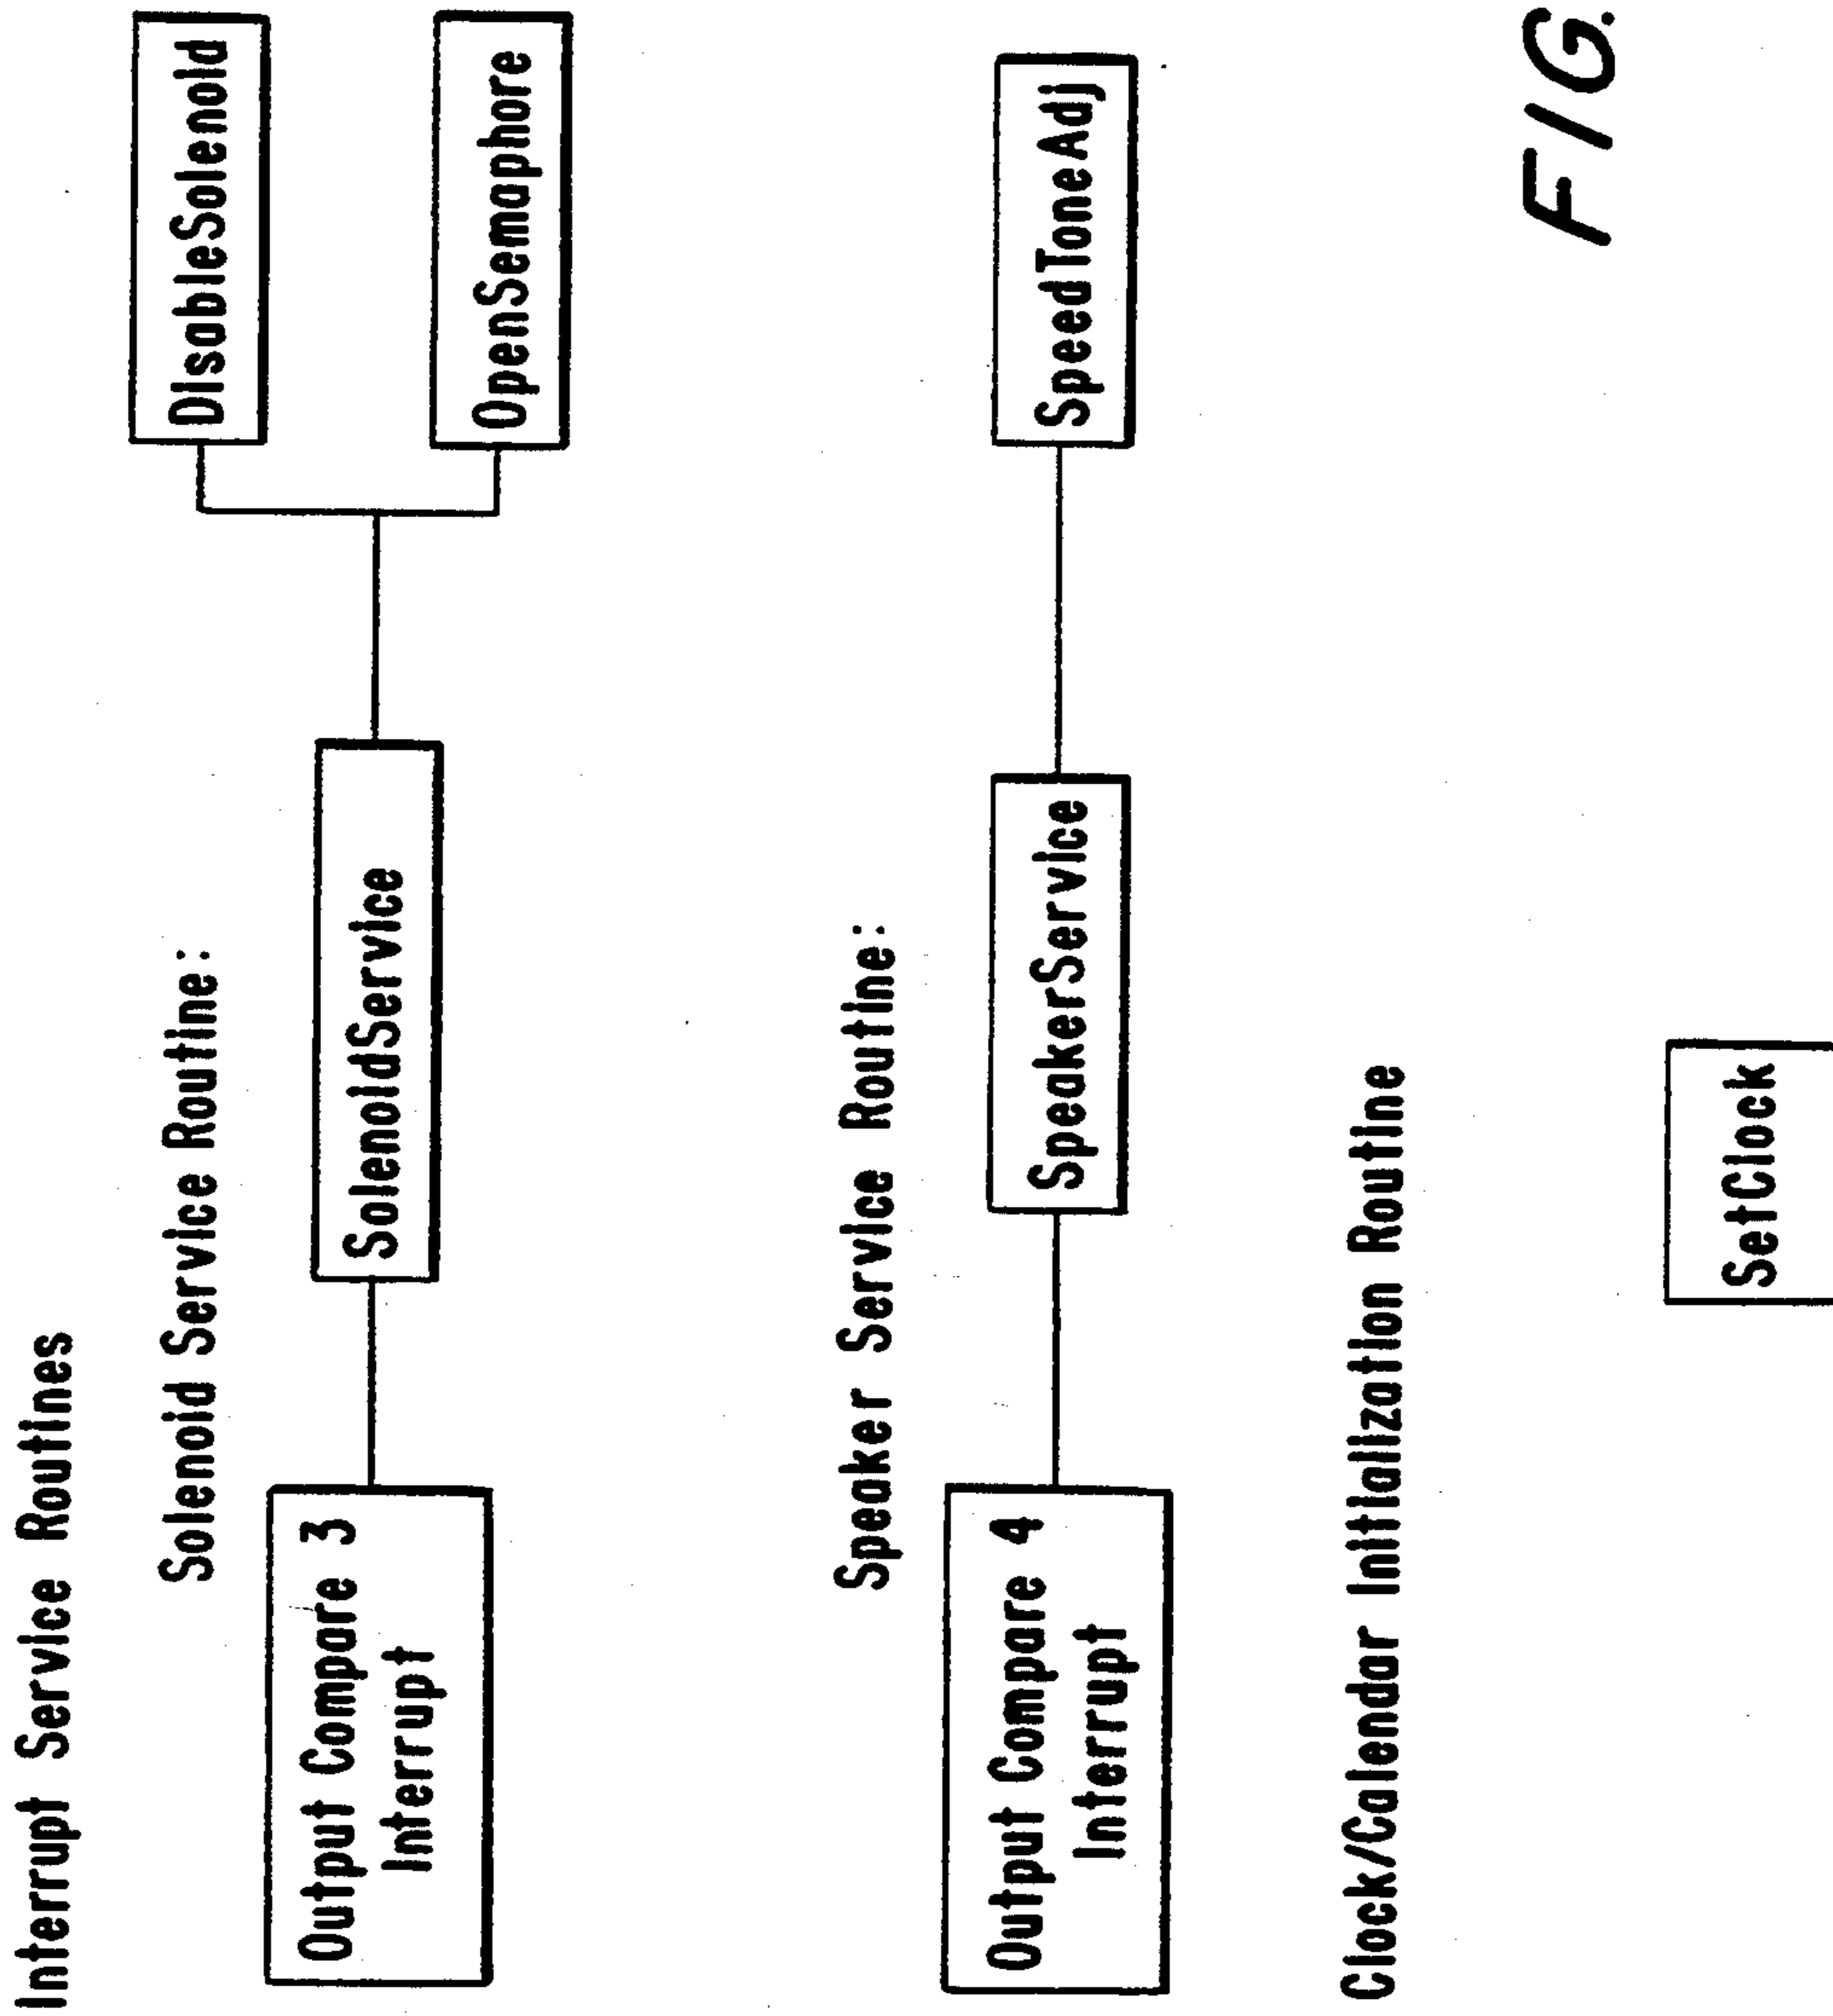 Interrupt Service Routines
Solenoid Service Routine:
Output Compare 3
Interrupt
SolenoidService
DisableSolenoid
OpenSemaphore
Speaker Service Routine:
Output Compare 4
Interrupt
SpeakerService
SpeedToneAdj
Clock/Calendar Initialization Routine
SetClock
FIG.